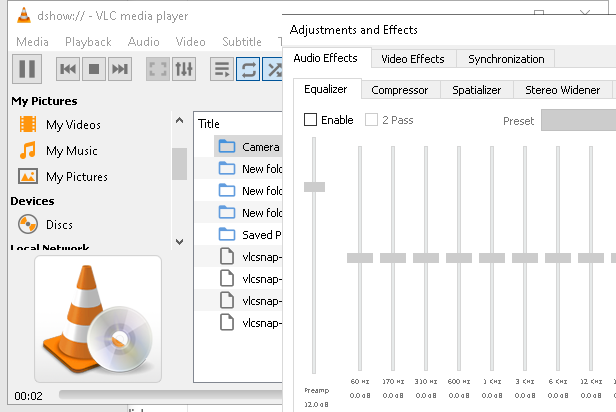 dshow:// - VLC media player
Media Playback Audio Video Subtitle
My Pictures
My Videos
My Music
My Pictures
Devices
Discs
Local Network
00:02
Title
Camera
New fold
New fold
New fold
Saved P
vlcsnap-
vlcsnap-
vlcsnap-
vlcsnap-
Adjustments and Effects
Audio Effects Video Effects Synchronization
Equalizer Compressor Spatializer Stereo Widener
Enable 2 Pass Preset
60 Hz 170 Hz 310 Hz 600 Hz 1 KHz 3 KHz 6 KHz 12 KHz
Preamp 0.0 dB 0.0 dB 0.0 dB 0.0 dB 0.0 dB 0.0 dB 0.0 dB 0.0 dB
12.0 dB